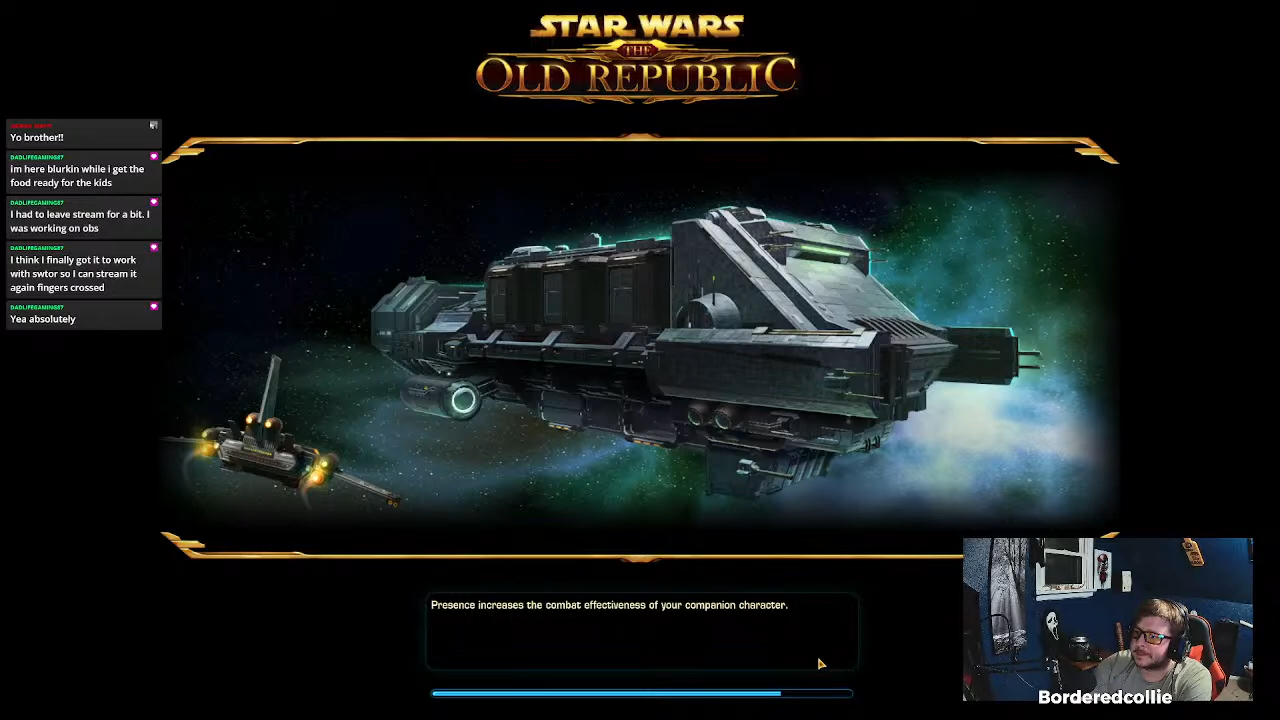 STAR WARS
THE
OLD REPUBLIC
Yo brother!!
DADLIFEGAMING87
im here blurkin while I get the
food ready for the kids
DADLIFEGAMING87
I had to leave stream for a bit. I
was working on obs
DADLIFEGAMING87
I think I finally got it to work
with swtor so I can stream it
again fingers crossed
DADLIFEGAMING87
Yea absolutely
Presence increases the combat effectiveness of your companion character.
Borderedcollie